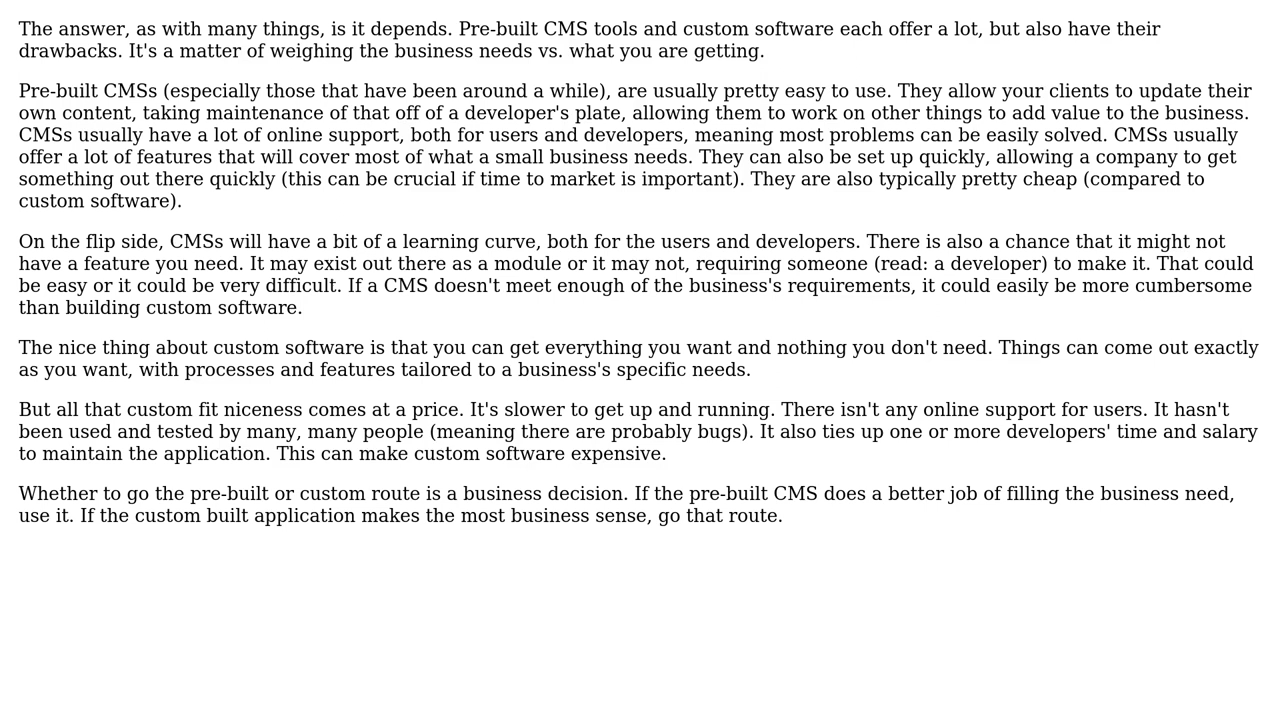 The answer, as with many things, is it depends. Pre-built CMS tools and custom software each offer a lot, but also have their
drawbacks. It's a matter of weighing the business needs vs. what you are getting.
Pre-built CMSs (especially those that have been around a while), are usually pretty easy to use. They allow your clients to update their
own content, taking maintenance of that off of a developer's plate, allowing them to work on other things to add value to the business.
CMSs usually have a lot of online support, both for users and developers, meaning most problems can be easily solved. CMSs usually
offer a lot of features that will cover most of what a small business needs. They can also be set up quickly, allowing a company to get
something out there quickly (this can be crucial if time to market is important). They are also typically pretty cheap (compared to
custom software).
On the flip side, CMSs will have a bit of a learning curve, both for the users and developers. There is also a chance that it might not
have a feature you need. It may exist out there as a module or it may not, requiring someone (read: a developer) to make it. That could
be easy or it could be very difficult. If a CMS doesn't meet enough of the business's requirements, it could easily be more cumbersome
than building custom software.
The nice thing about custom software is that you can get everything you want and nothing you don't need. Things can come out exactly
as you want, with processes and features tailored to a business's specific needs.
But all that custom fit niceness comes at a price. It's slower to get up and running. There isn't any online support for users. It hasn't
been used and tested by many, many people (meaning there are probably bugs). It also ties up one or more developers' time and salary
to maintain the application. This can make custom software expensive.
Whether to go the pre-built or custom route is a business decision. If the pre-built CMS does a better job of filling the business need,
use it. If the custom built application makes the most business sense, go that route.